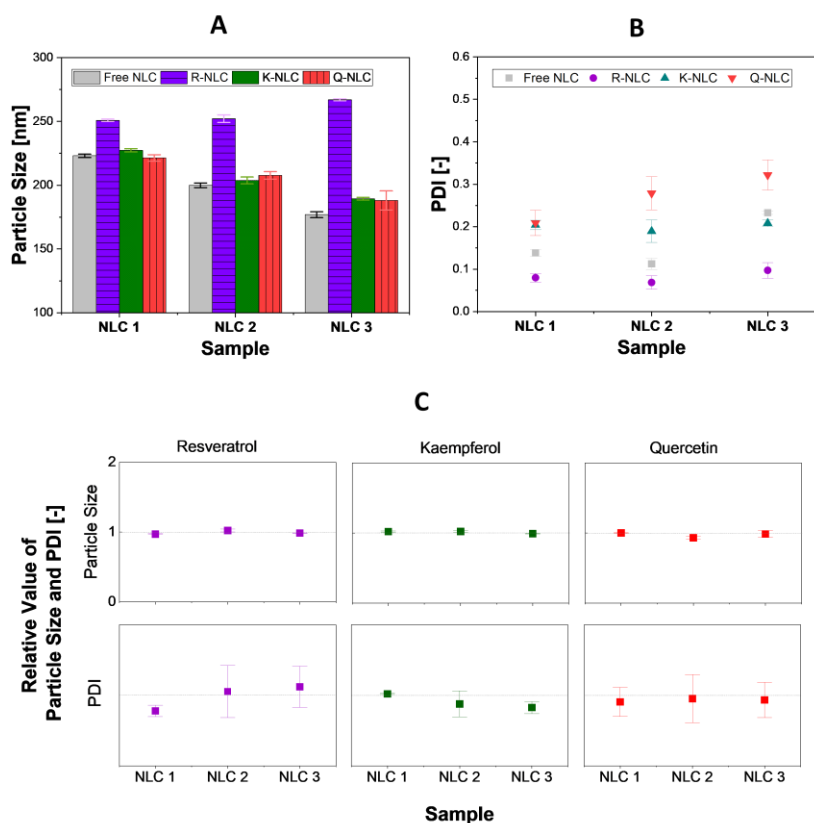 A
300
250
200
150
100
Particle Size [nm]
Free NLC R-NLC K-NLC Q-NLC
NLC 1 NLC 2 NLC 3
Sample
B
0.6
0.5
0.4
0.3
0.2
0.1
0.0
PDI [-]
Free NLC R-NLC K-NLC Q-NLC
NLC 1 NLC 2 NLC 3
Sample
C
Resveratrol Kaempferol Quercetin
Relative Value of
Particle Size and PDI [-]
Particle Size
2
1
0
PDI
NLC 1 NLC 2 NLC 3 NLC 1 NLC 2 NLC 3 NLC 1 NLC 2 NLC 3
Sample